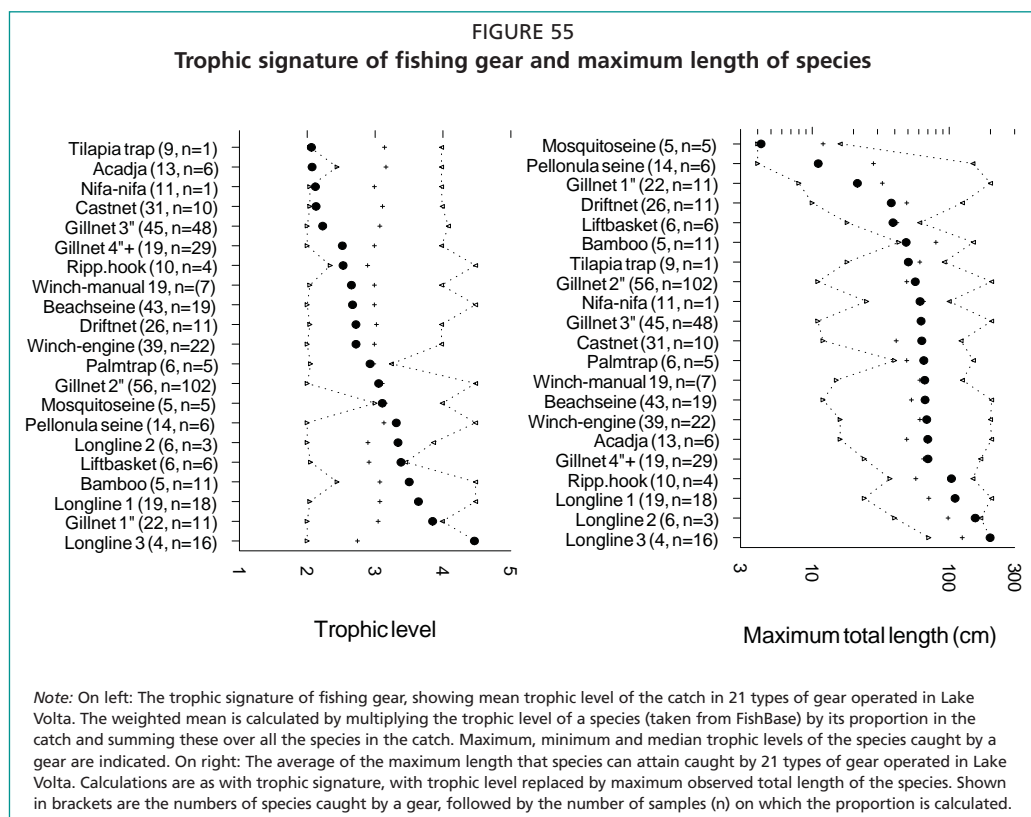 FIGURE 55
Trophic signature of fishing gear and maximum length of species
Tilapia trap (9, n=1)
Acadja (13, n=6)
Nifa-nifa (11, n=1)
Castnet (31, n=10)
Gillnet 3" (45, n=48)
Gillnet 4"+ (19, n=29)
Ripp.hook (10, n=4)
Winch-manual 19, n=(7)
Beachseine (43, n=19)
Driftnet (26, n=11)
Winch-engine (39, n=22)
Palmtrap (6, n=5)
Gillnet 2" (56, n=102)
Mosquitoseine (5, n=5)
Pellonula seine (14, n=6)
Longline 2 (6, n=3)
Liftbasket (6, n=6)
Bamboo (5, n=11)
Longline 1 (19, n=18)
Gillnet 1" (22, n=11)
Longline 3 (4, n=16)
1 2 3 4 5
Trophic level
Mosquitoseine (5, n=5)
Pellonula seine (14, n=6)
Gillnet 1" (22, n=11)
Driftnet (26, n=11)
Liftbasket (6, n=6)
Bamboo (5, n=11)
Tilapia trap (9, n=1)
Gillnet 2" (56, n=102)
Nifa-nifa (11, n=1)
Gillnet 3" (45, n=48)
Castnet (31, n=10)
Palmtrap (6, n=5)
Winch-manual 19, n=(7)
Beachseine (43, n=19)
Winch-engine (39, n=22)
Acadja (13, n=6)
Gillnet 4"+ (19, n=29)
Ripp.hook (10, n=4)
Longline 1 (19, n=18)
Longline 2 (6, n=3)
Longline 3 (4, n=16)
3 10 100 300
Maximum total length (cm)
Note: On left: The trophic signature of fishing gear, showing mean trophic level of the catch in 21 types of gear operated in Lake
Volta. The weighted mean is calculated by multiplying the trophic level of a species (taken from FishBase) by its proportion in the
catch and summing these over all the species in the catch. Maximum, minimum and median trophic levels of the species caught by a
gear are indicated. On right: The average of the maximum length that species can attain caught by 21 types of gear operated in Lake
Volta. Calculations are as with trophic signature, with trophic level replaced by maximum observed total length of the species. Shown
in brackets are the numbers of species caught by a gear, followed by the number of samples (n) on which the proportion is calculated.